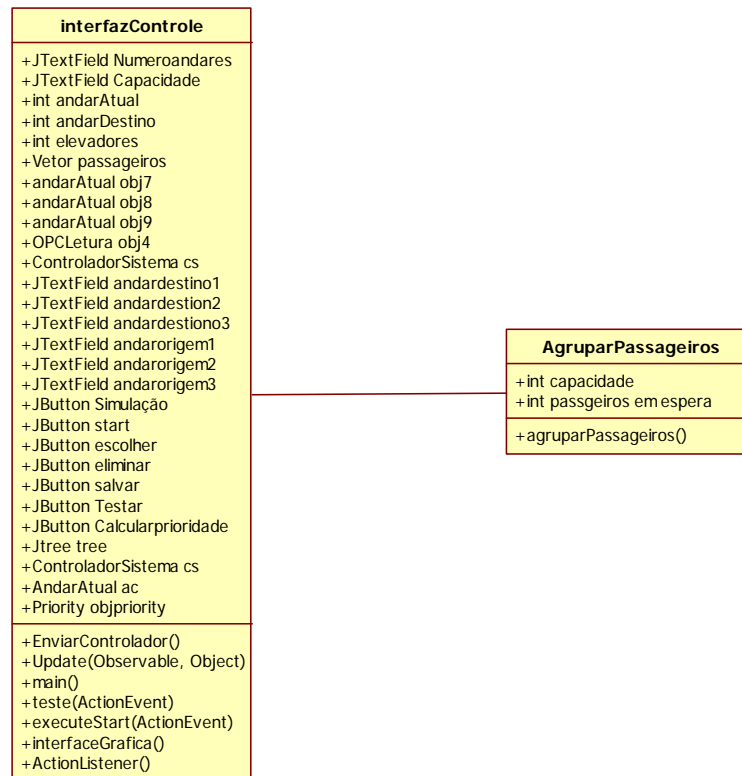 interfazControle
+JTextField Numeroandares
+JTextField Capacidade
+int andarAtual
+int andarDestino
+int elevadores
+Vetor passageiros
+andarAtual obj7
+andarAtual obj8
+andarAtual obj9
+OPCLetura obj4
+ControladorSistema cs
+JTextField andardestino1
+JTextField andardestion2
+JTextField andardestiono3
+JTextField andarorigem1
+JTextField andarorigem2
+JTextField andarorigem3
+JButton Simulação
+JButton start
+JButton escolher
+JButton eliminar
+JButton salvar
+JButton Testar
+JButton Calcularprioridade
+Jtree tree
+ControladorSistema cs
+AndarAtual ac
+Priority objpriority
+EnviarControlador()
+Update(Observable, Object)
+main()
+teste(ActionEvent)
+executeStart(ActionEvent)
+interfaceGrafica()
+ActionListener()
AgruparPassageiros
+int capacidade
+int passgeiros em espera
+agruparPassageiros()